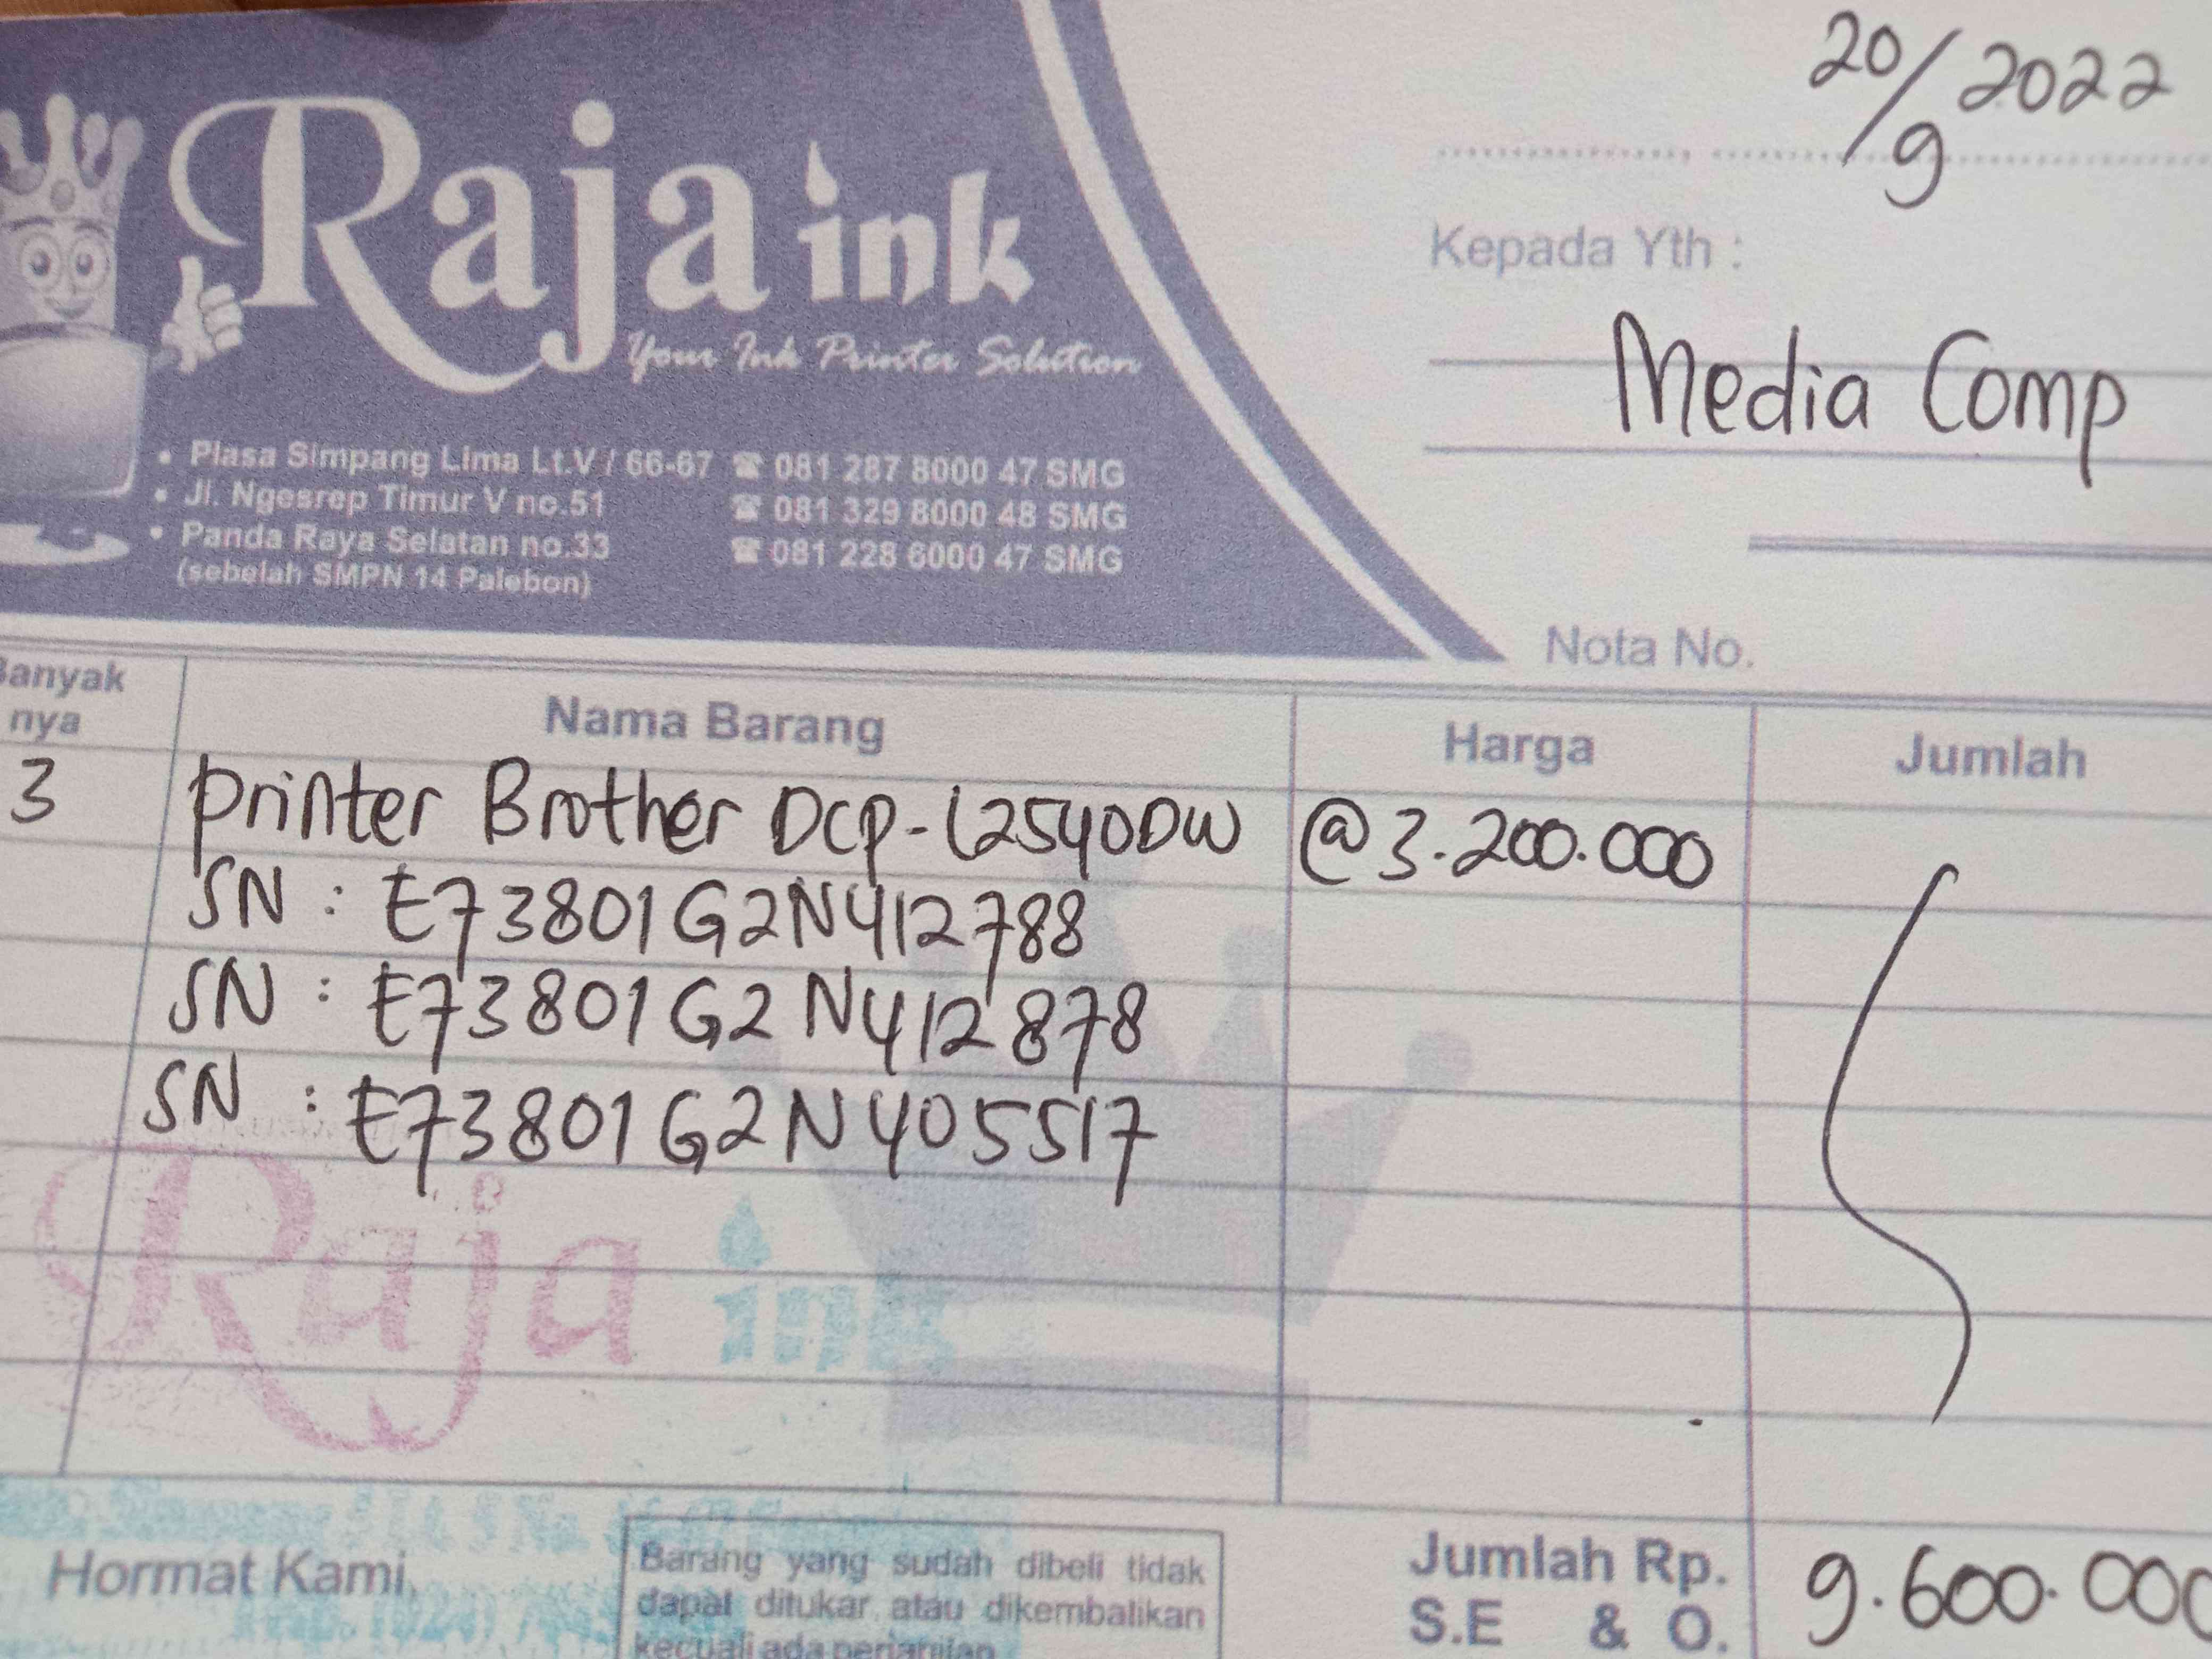 20/9 2022
Raja ink
Your Ink Printer Solution
Kepada Yth :
Media Comp
• Plasa Simpang Lima Lt.V / 66-67 ☎ 081 287 8000 47 SMG
• Jl. Ngesrep Timur V no.51 ☎ 081 329 8000 48 SMG
• Panda Raya Selatan no.33 ☎ 081 228 6000 47 SMG
(sebelah SMPN 14 Palebon)
Nota No.
Banyak nya Nama Barang Harga Jumlah
3 Printer Brother DCP-L2540DW @ 3.200.000
SN : E73801G2N412788
SN : E73801G2N412878
SN : E73801G2N405517
Raja ink
Hormat Kami,
Barang yang sudah dibeli tidak
dapat ditukar atau dikembalikan
kecuali ada perjanjian
Jumlah Rp. 9.600.000
S.E & O.